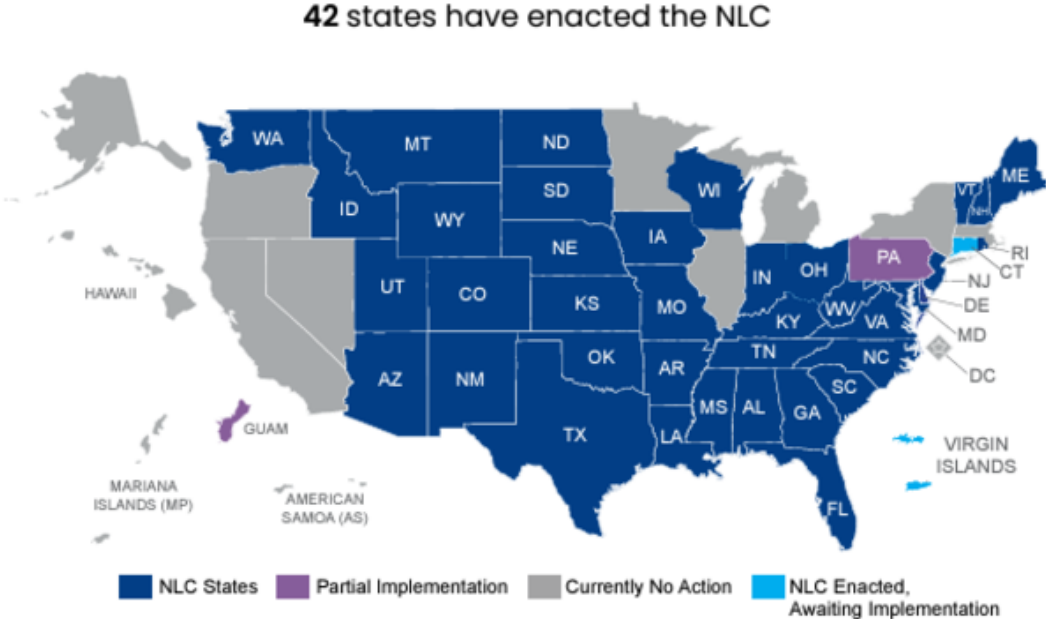 42 states have enacted the NLC
WA
MT
ND
ME
VT
NH
ID
SD
WI
WY
IA
NE
PA
RI
CT
UT
CO
KS
MO
IN
OH
NJ
DE
HAWAII
KY
WV
VA
MD
AZ
NM
OK
AR
TN
NC
DC
SC
MS
AL
GA
GUAM
TX
LA
VIRGIN
ISLANDS
MARIANA
ISLANDS (MP)
AMERICAN
SAMOA (AS)
FL
NLC States
Partial Implementation
Currently No Action
NLC Enacted,
Awaiting Implementation